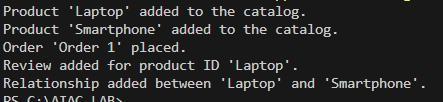 Product 'Laptop' added to the catalog.
Product 'Smartphone' added to the catalog.
Order 'Order 1' placed.
Review added for product ID 'Laptop'.
Relationship added between 'Laptop' and 'Smartphone'.
PS C:\AIAC LAB>